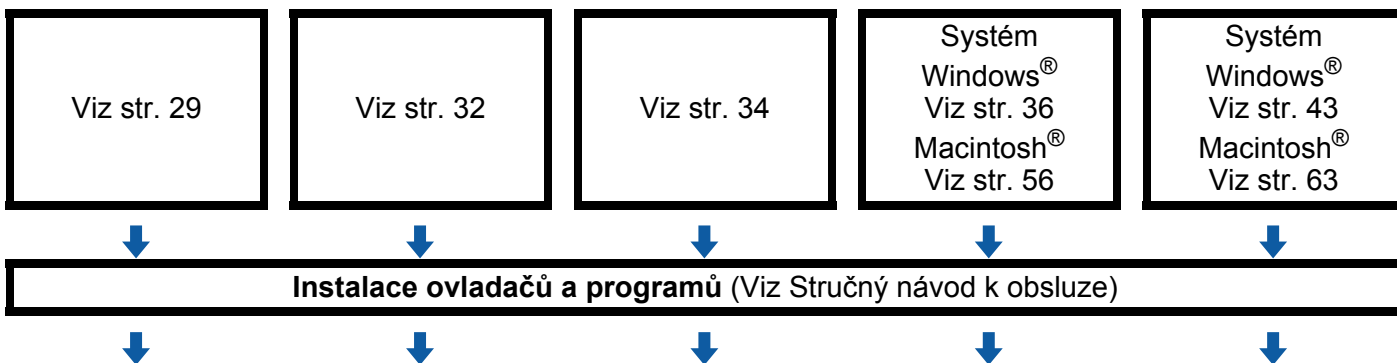 Viz str. 29
Viz str. 32
Viz str. 34
Systém
Windows®
Viz str. 36
Macintosh®
Viz str. 56
Systém
Windows®
Viz str. 43
Macintosh®
Viz str. 63
Instalace ovladačů a programů (Viz Stručný návod k obsluze)